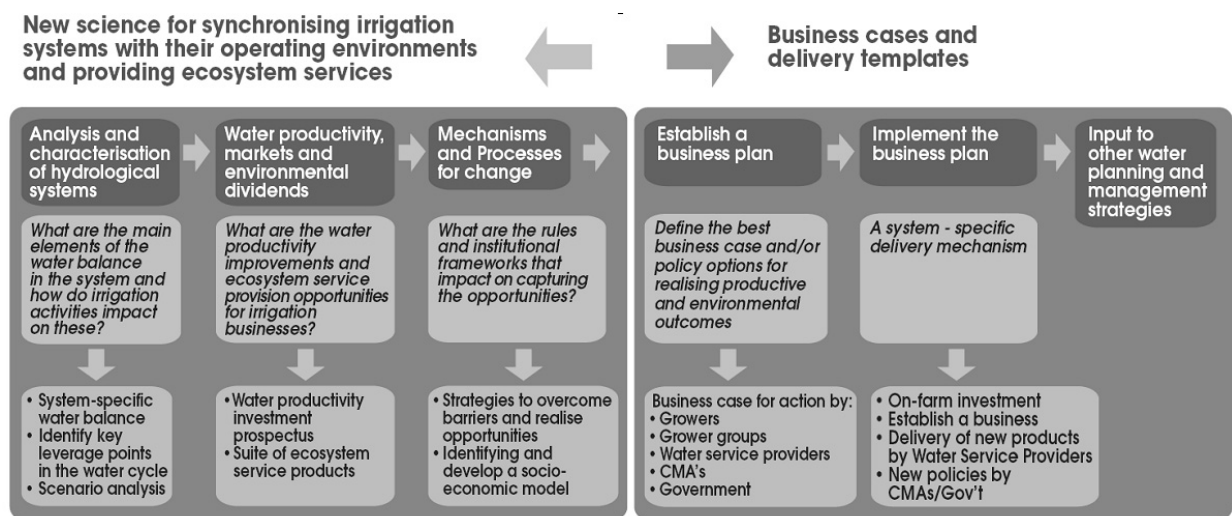 New science for synchronising irrigation
systems with their operating environments
and providing ecosystem services
Business cases and
delivery templates
Analysis and
characterisation
of hydrological
systems
Water productivity,
markets and
environmental
dividends
Mechanisms
and Processes
for change
Establish a
business plan
Implement the
business plan
Input to
other water
planning and
management
strategies
What are the main
elements of the
water balance
in the system and
how do irrigation
activities impact
on these?
What are the water
productivity
improvements and
ecosystem service
provision opportunities
for irrigation
businesses?
What are the rules
and institutional
frameworks that
impact on capturing
the opportunities?
Define the best
business case and/or
policy options for
realising productive
and environmental
outcomes
A system - specific
delivery mechanism
• System-specific
water balance
• Identify key
leverage points
in the water cycle
• Scenario analysis
• Water productivity
investment
prospectus
• Suite of ecosystem
service products
• Strategies to overcome
barriers and realise
opportunities
• Identifying and
develop a socio-
economic model
Business case for action by:
• Growers
• Grower groups
• Water service providers
• CMA's
• Government
• On-farm investment
• Establish a business
• Delivery of new products
by Water Service Providers
• New policies by
CMAs/Gov't